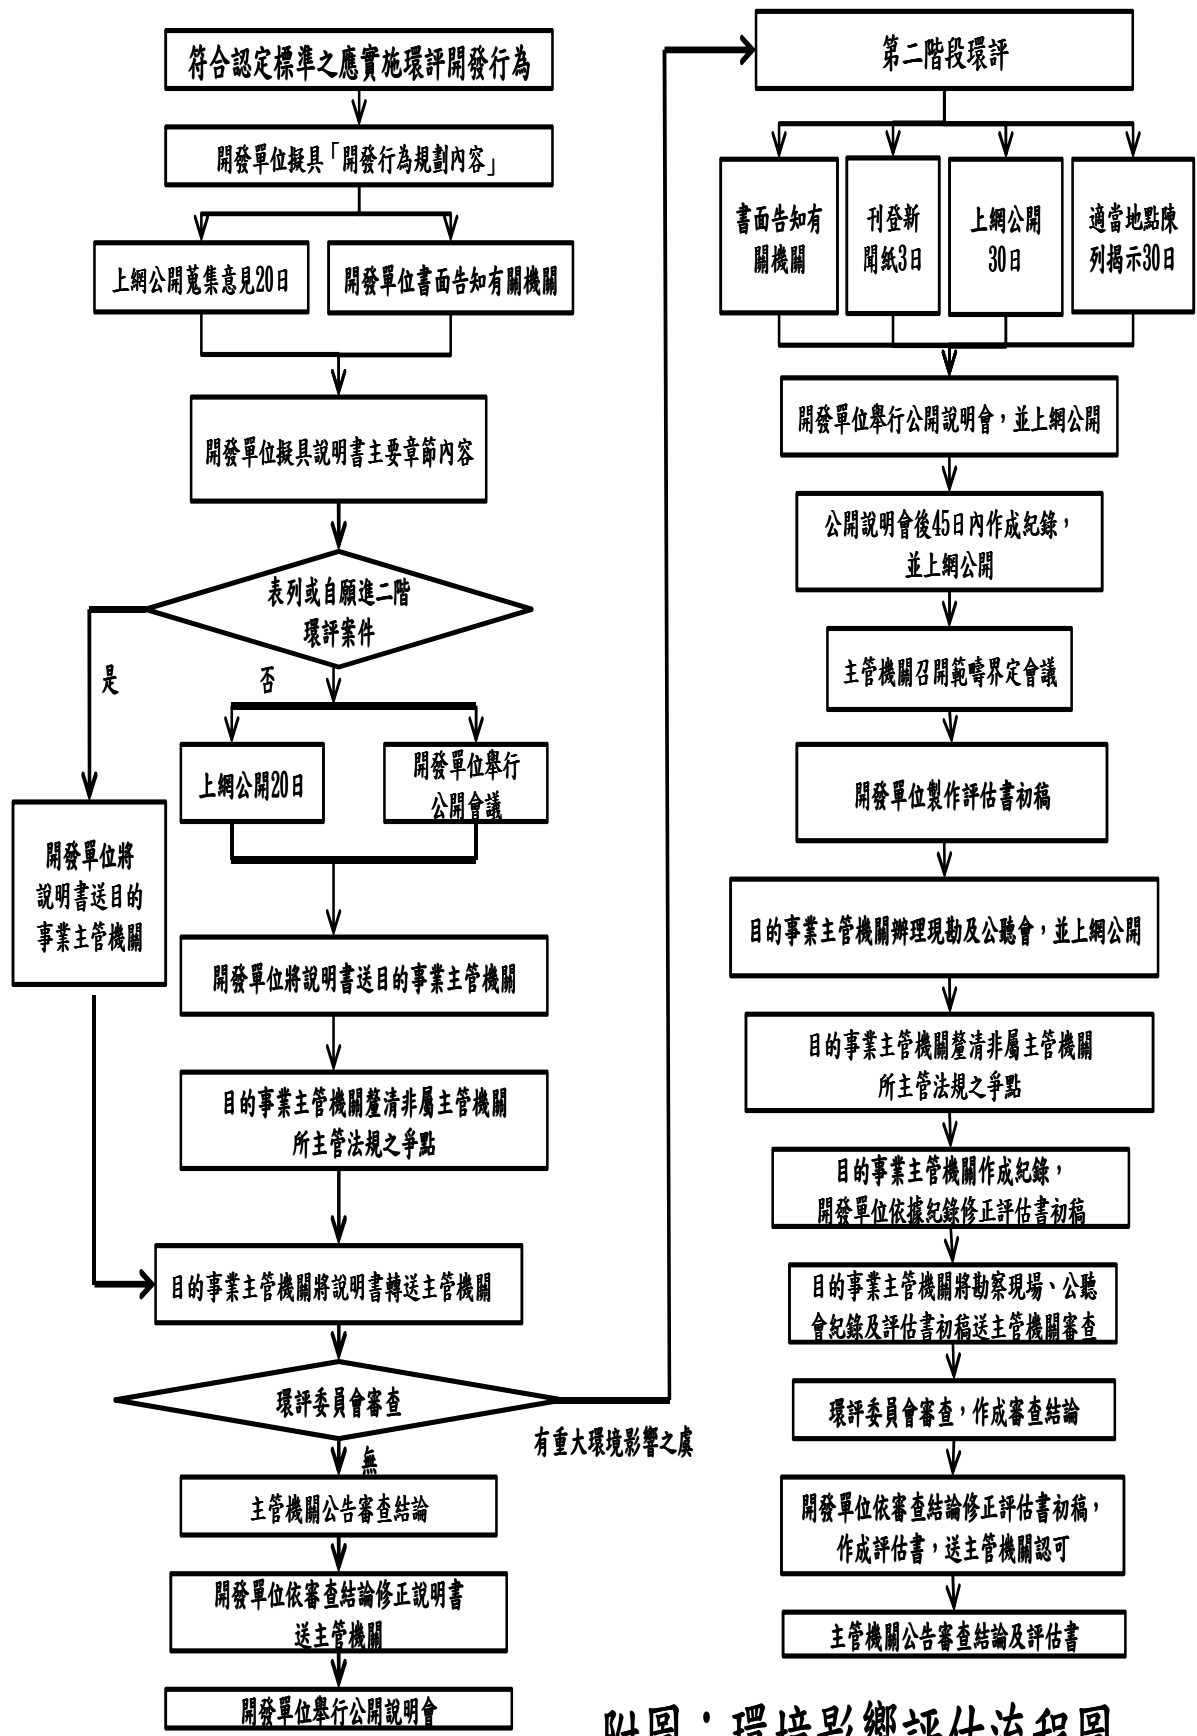 符合認定標準之應實施環評開發行為
開發單位擬具「開發行為規劃內容」
上網公開蒐集意見20日
開發單位書面告知有關機關
開發單位擬具說明書主要章節內容
表列或自願進二階
環評案件
是
否
上網公開20日
開發單位舉行
公開會議
開發單位將
說明書送目的
事業主管機關
開發單位將說明書送目的事業主管機關
目的事業主管機關釐清非屬主管機關
所主管法規之爭點
目的事業主管機關將說明書轉送主管機關
環評委員會審查
有重大環境影響之虞
無
主管機關公告審查結論
開發單位依審查結論修正說明書
送主管機關
開發單位舉行公開說明會
第二階段環評
書面告知有
關機關
刊登新
聞紙3日
上網公開
30日
適當地點陳
列揭示30日
開發單位舉行公開說明會，並上網公開
公開說明會後45日內作成紀錄，
並上網公開
主管機關召開範疇界定會議
開發單位製作評估書初稿
目的事業主管機關辦理現勘及公聽會，並上網公開
目的事業主管機關釐清非屬主管機關
所主管法規之爭點
目的事業主管機關作成紀錄，
開發單位依據紀錄修正評估書初稿
目的事業主管機關將勘察現場、公聽
會紀錄及評估書初稿送主管機關審查
環評委員會審查，作成審查結論
開發單位依審查結論修正評估書初稿，
作成評估書，送主管機關認可
主管機關公告審查結論及評估書
附圖：環境影響評估流程圖